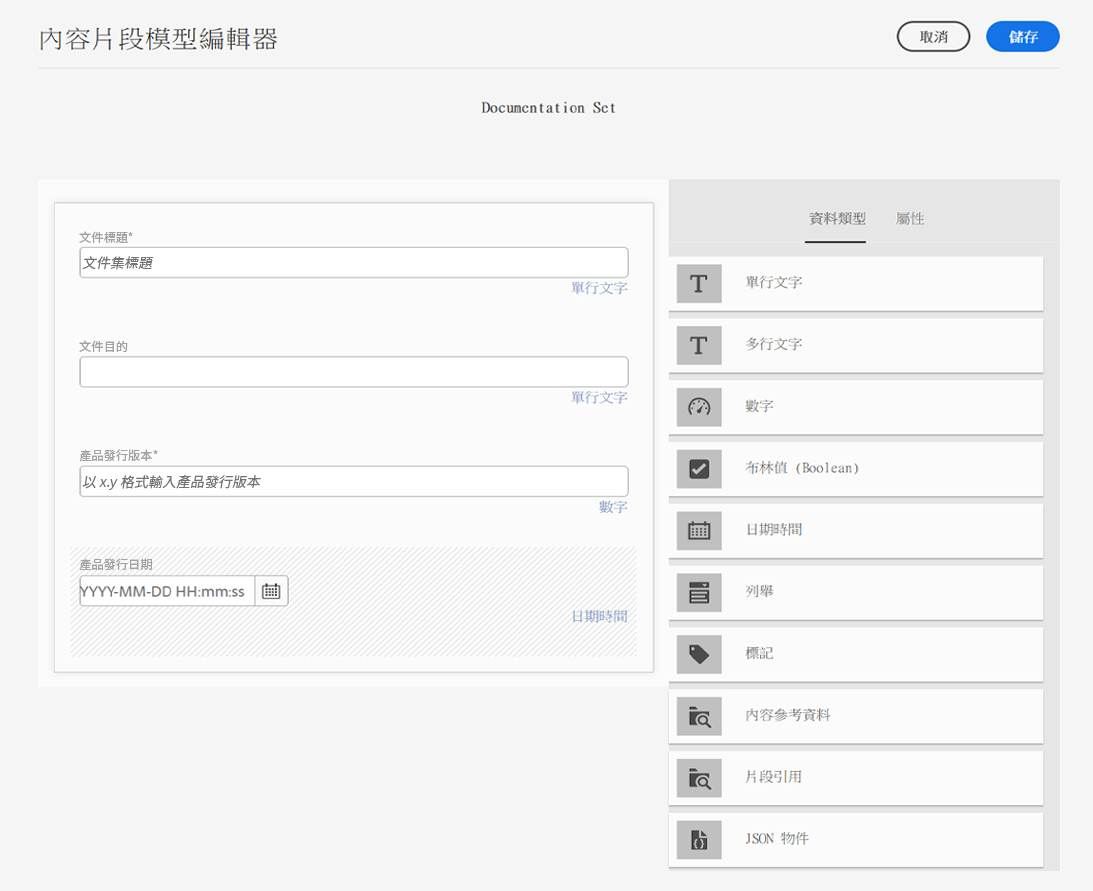 內容片段模型編輯器
取消
儲存
Documentation Set
文件標題*
文件集標題
單行文字
文件目的
單行文字
產品發行版本*
以 x.y 格式輸入產品發行版本
數字
產品發行日期
YYYY-MM-DD HH:mm:ss
日期時間
資料類型
屬性
單行文字
多行文字
數字
布林值 (Boolean)
日期時間
列舉
標記
內容參考資料
片段引用
JSON 物件